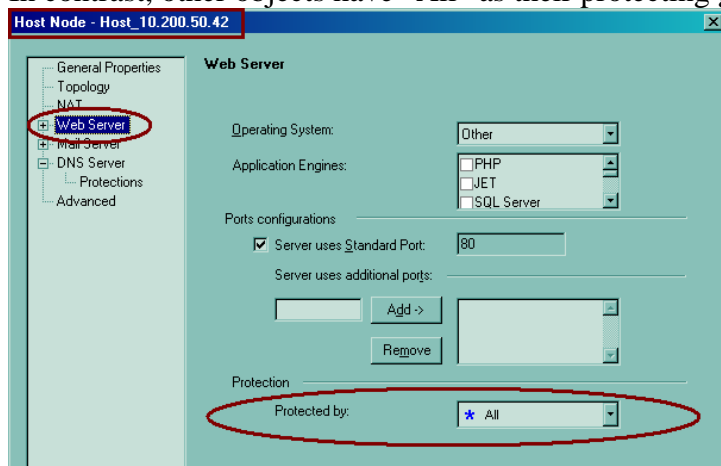 Host Node - Host_10.200.50.42
General Properties
Topology
NAT
Web Server
Mail Server
DNS Server
Protections
Advanced
Web Server
Operating System: Other
Application Engines: PHP
JET
SQL Server
Ports configurations
Server uses Standard Port: 80
Server uses additional ports:
Add ->
Remove
Protection
Protected by: * All